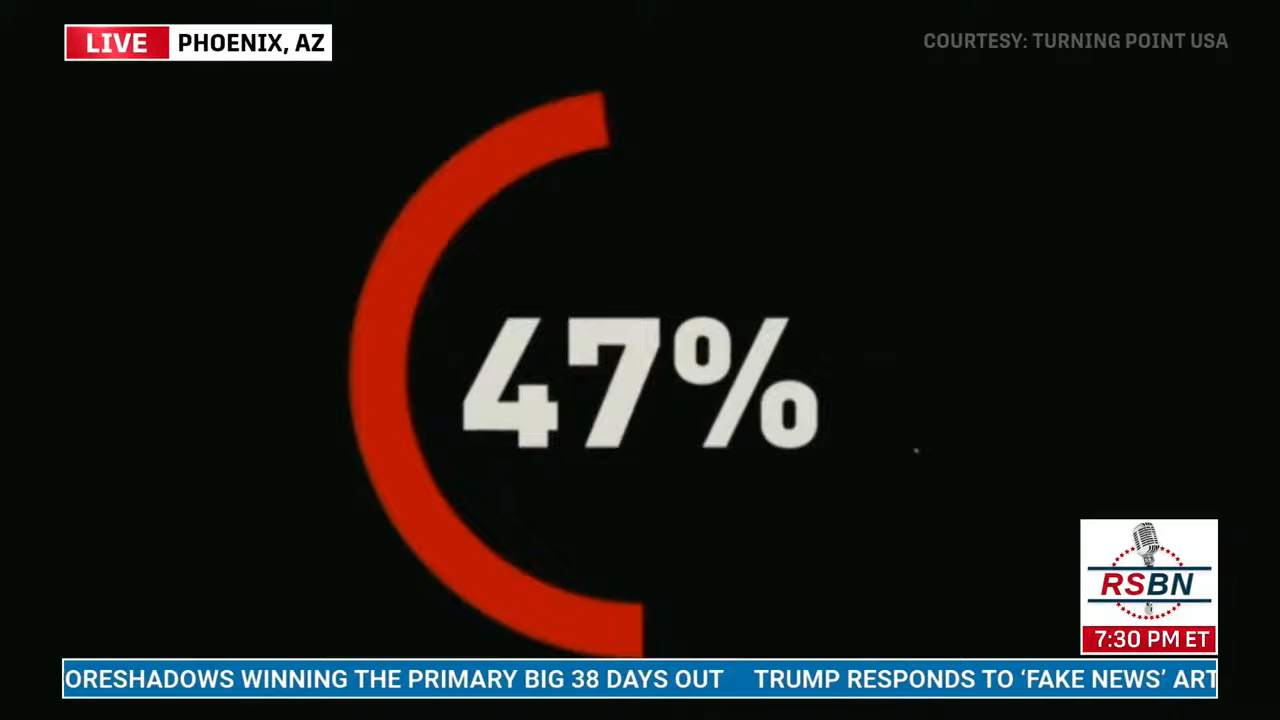 LIVE PHOENIX, AZ
COURTESY: TURNING POINT USA
47%
RSBN
7:30 PM ET
ORESHADOWS WINNING THE PRIMARY BIG 38 DAYS OUT TRUMP RESPONDS TO ‘FAKE NEWS’ ART